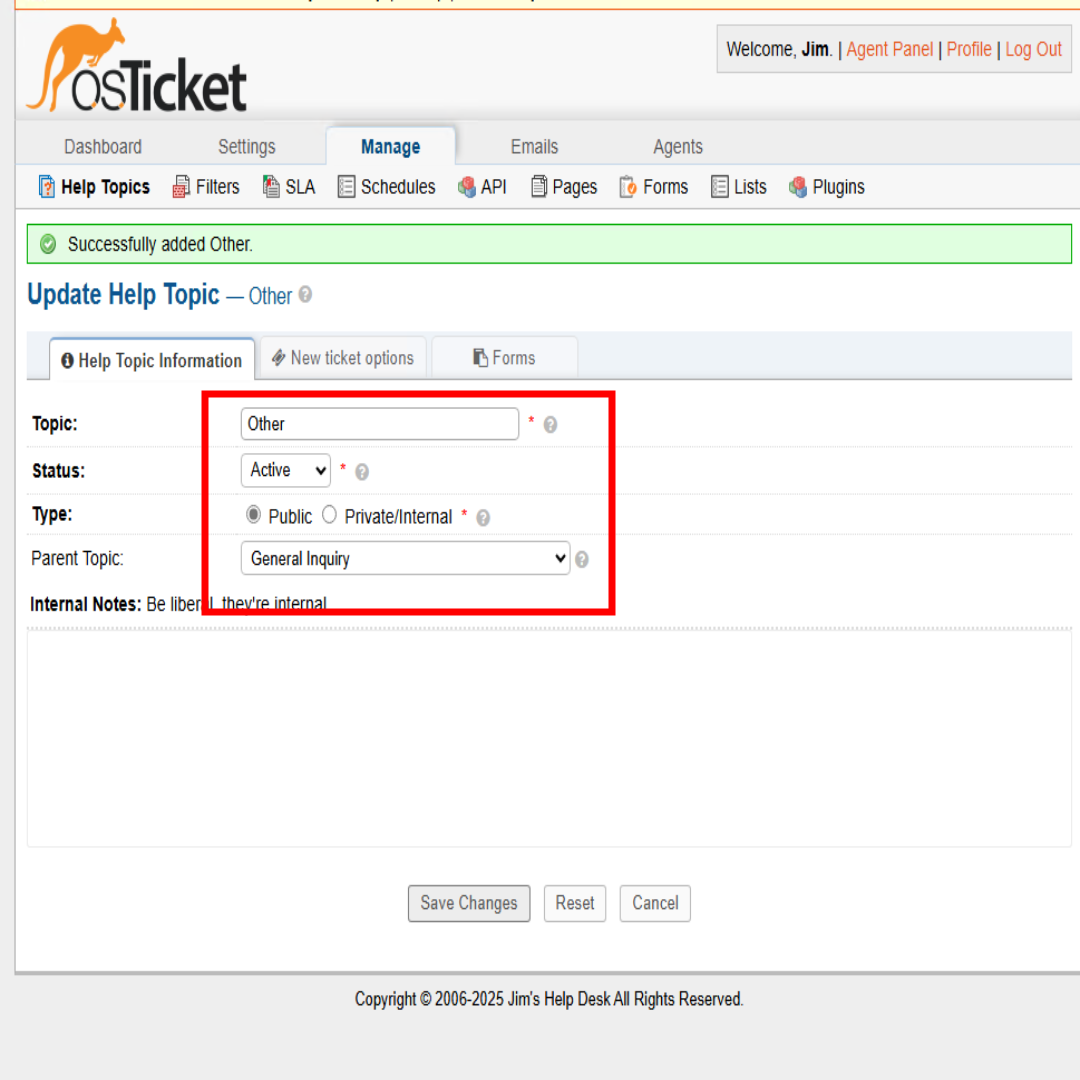 osTicket
Welcome, Jim. | Agent Panel | Profile | Log Out
Dashboard Settings Manage Emails Agents
Help Topics Filters SLA Schedules API Pages Forms Lists Plugins
Successfully added Other.
Update Help Topic — Other
Help Topic Information New ticket options Forms
Topic: Other *
Status: Active *
Type: Public Private/Internal *
Parent Topic: General Inquiry
Internal Notes: Be liberal, they're internal
Save Changes Reset Cancel
Copyright © 2006-2025 Jim's Help Desk All Rights Reserved.